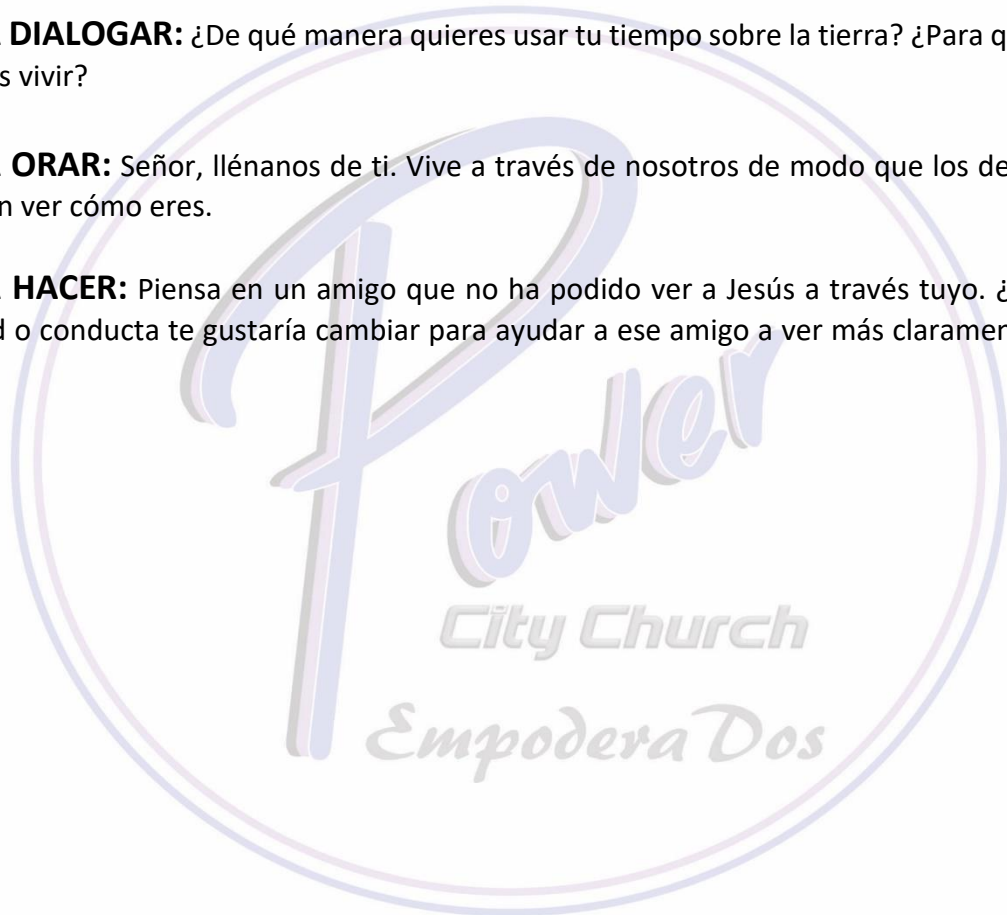 DIALOGAR: ¿De qué manera quieres usar tu tiempo sobre la tierra? ¿Para q
s vivir?
ORAR: Señor, llénanos de ti. Vive a través de nosotros de modo que los de
n ver cómo eres.
HACER: Piensa en un amigo que no ha podido ver a Jesús a través tuyo. ¿
d o conducta te gustaría cambiar para ayudar a ese amigo a ver más claramen
Power
City Church
Empodera Dos